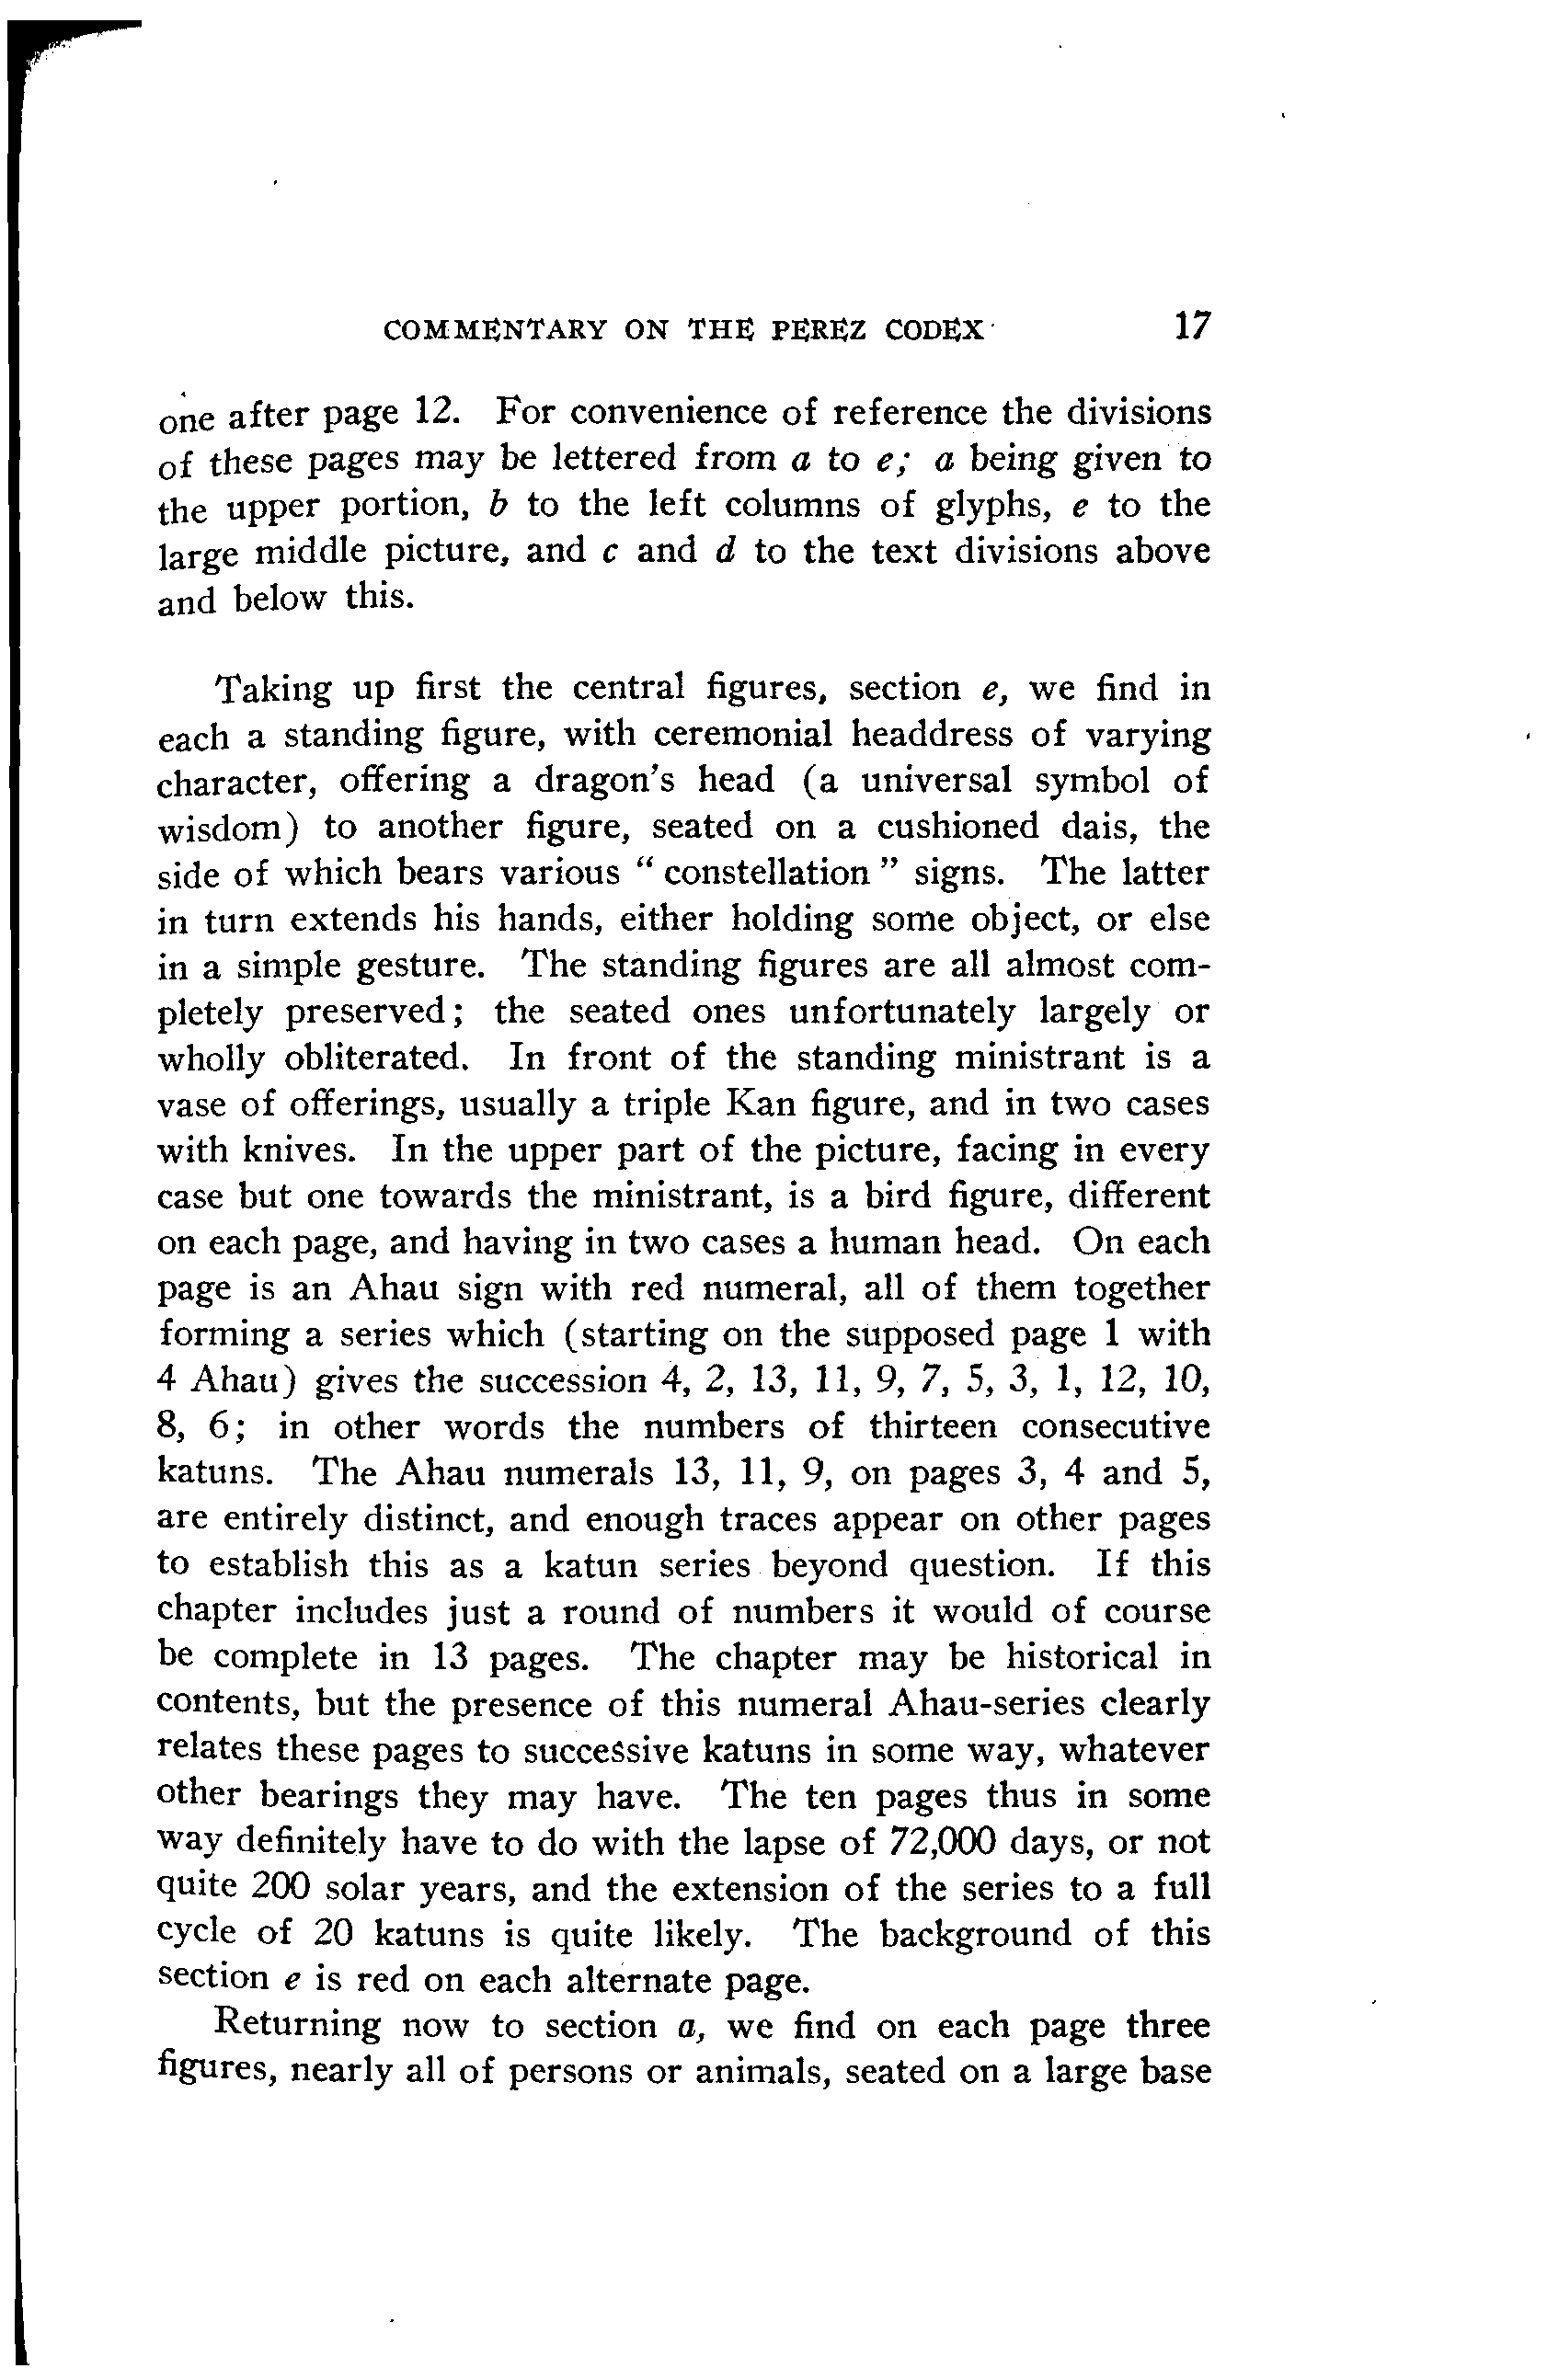 COMMENTARY ON THE PEREZ CODEX 17
one after page 12. For convenience of reference the divisions
of these pages may be lettered from a to e; a being given to
the upper portion, b to the left columns of glyphs, e to the
large middle picture, and c and d to the text divisions above
and below this.
Taking up first the central figures, section e, we find in
each a standing figure, with ceremonial headdress of varying
character, offering a dragon's head (a universal symbol of
wisdom) to another figure, seated on a cushioned dais, the
side of which bears various “ constellation ” signs. The latter
in turn extends his hands, either holding some object, or else
in a simple gesture. The standing figures are all almost com-
pletely preserved; the seated ones unfortunately largely or
wholly obliterated. In front of the standing ministrant is a
vase of offerings, usually a triple Kan figure, and in two cases
with knives. In the upper part of the picture, facing in every
case but one towards the ministrant, is a bird figure, different
on each page, and having in two cases a human head. On each
page is an Ahau sign with red numeral, all of them together
forming a series which (starting on the supposed page 1 with
4 Ahau) gives the succession 4, 2, 13, 11, 9, 7, 5, 3, 1, 12, 10,
8, 6; in other words the numbers of thirteen consecutive
katuns. The Ahau numerals 13, 11, 9, on pages 3, 4 and 5,
are entirely distinct, and enough traces appear on other pages
to establish this as a katun series beyond question. If this
chapter includes just a round of numbers it would of course
be complete in 13 pages. The chapter may be historical in
contents, but the presence of this numeral Ahau-series clearly
relates these pages to successive katuns in some way, whatever
other bearings they may have. The ten pages thus in some
way definitely have to do with the lapse of 72,000 days, or not
quite 200 solar years, and the extension of the series to a full
cycle of 20 katuns is quite likely. The background of this
section e is red on each alternate page.
Returning now to section a, we find on each page three
figures, nearly all of persons or animals, seated on a large base